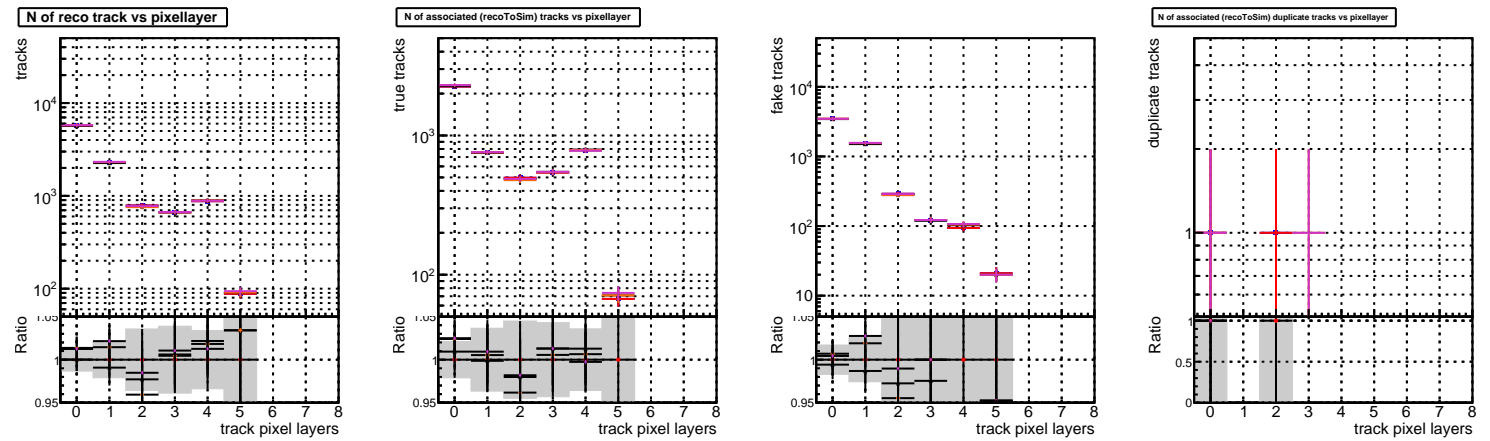 N of reco track vs pixellayer
tracks
10^4
10^3
10^2
Ratio
1.05
1
0.95
0 1 2 3 4 5 6 7 8
track pixel layers
N of associated (recoToSim) tracks vs pixellayer
true tracks
10^3
10^2
Ratio
1.05
1
0.95
0 1 2 3 4 5 6 7 8
track pixel layers
fake tracks
10^4
10^3
10^2
10
Ratio
1.05
1
0.95
0 1 2 3 4 5 6 7 8
track pixel layers
N of associated (recoToSim) duplicate tracks vs pixellayer
duplicate tracks
1
Ratio
1
0.5
0
0 1 2 3 4 5 6 7 8
track pixel layers